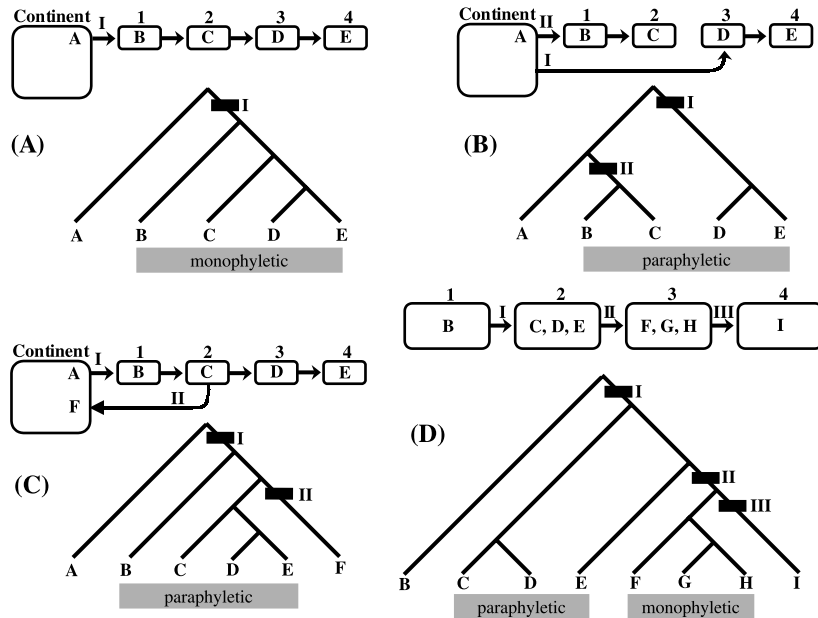 Continent I 1 2 3 4
A B C D E
I
(A)
A B C D E
monophyletic
Continent II 1 2 3 4
A B C D E
I
I
(B)
II
A B C D E
paraphyletic
Continent I 1 2 3 4
A B C D E
F II
I
(C)
II
A B C D E F
paraphyletic
1 2 3 4
B I C, D, E II F, G, H III I
I
(D)
II
III
B C D E F G H I
paraphyletic monophyletic